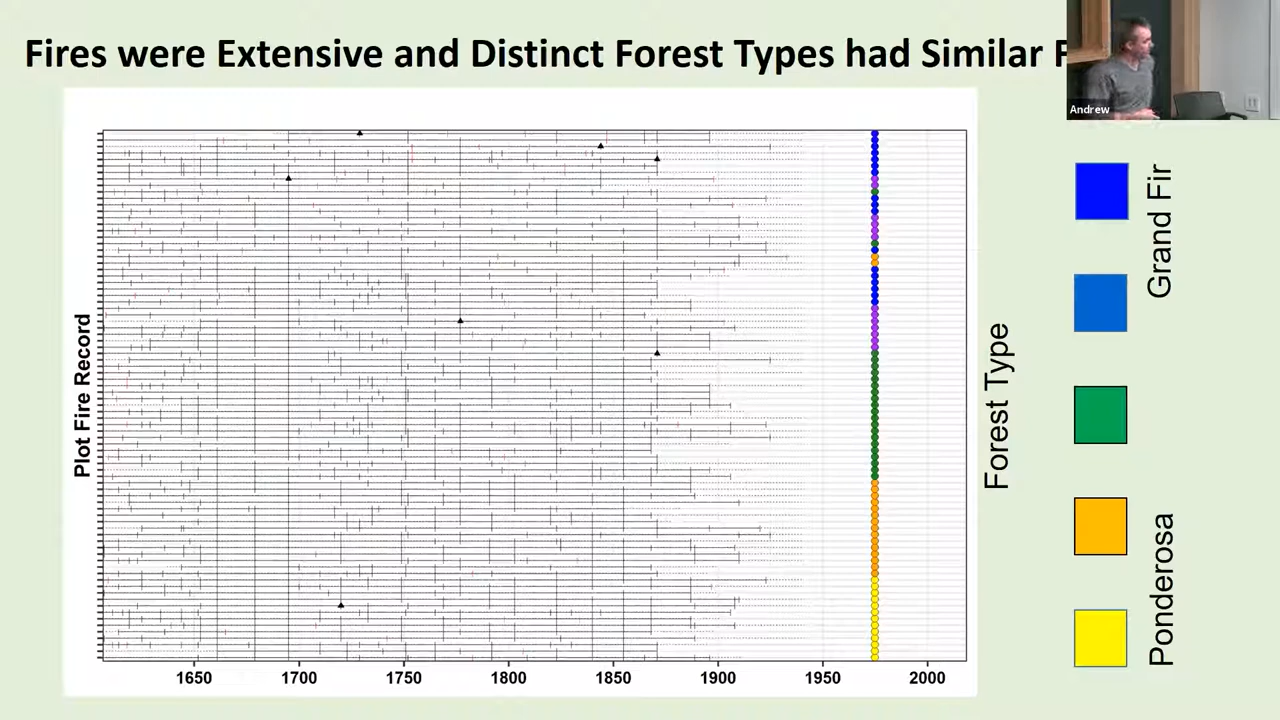 Fires were Extensive and Distinct Forest Types had Similar
Andrew
Grand Fir
Forest Type
Ponderosa
Plot Fire Record
1650 1700 1750 1800 1850 1900 1950 2000